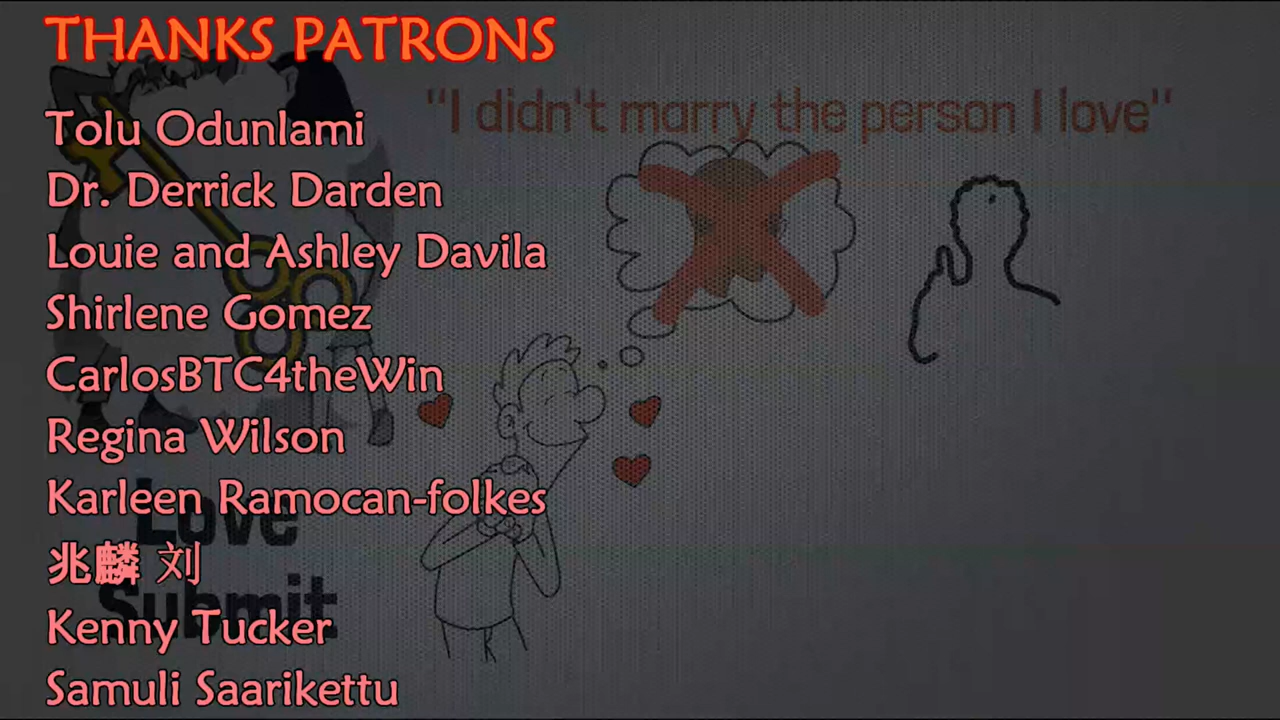 THANKS PATRONS
Tolu Odunlami
Dr. Derrick Darden
Louie and Ashley Davila
Shirlene Gomez
CarlosBTC4theWin
Regina Wilson
Karleen Ramocan-folkes
兆麟 刘
Kenny Tucker
Samuli Saarikettu
"I didn't marry the person I love"
Love
Submit